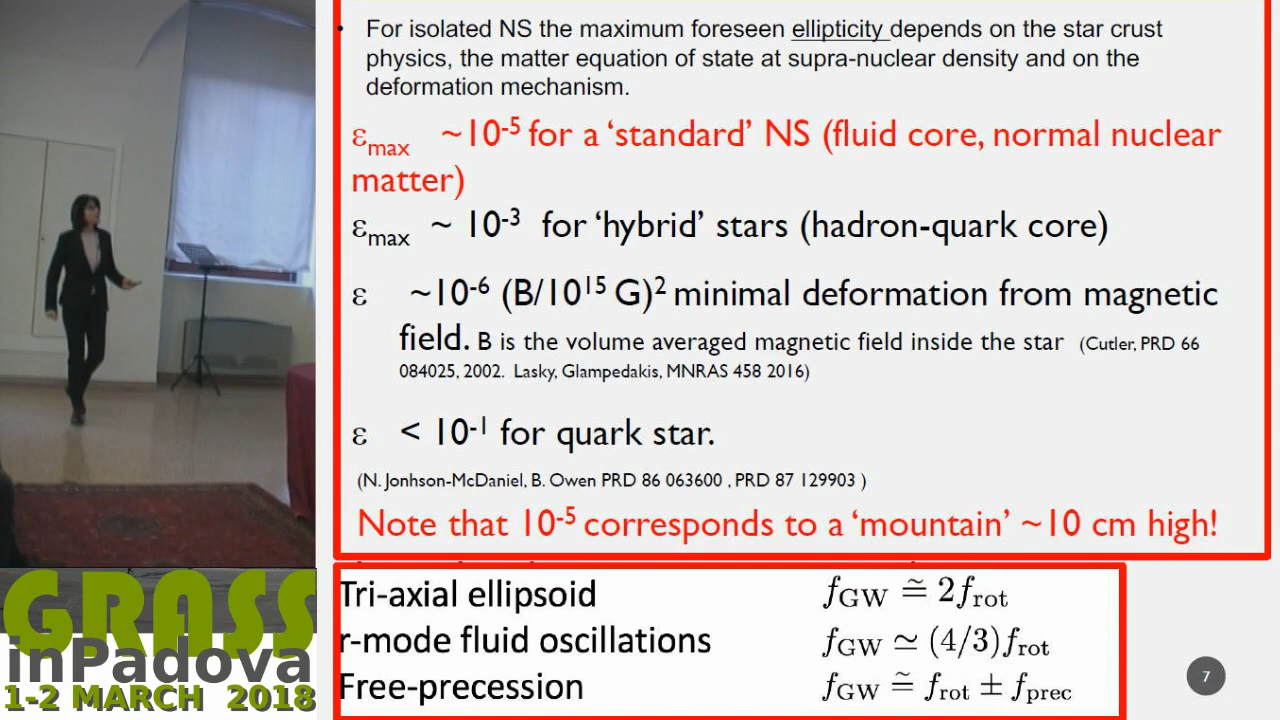 • For isolated NS the maximum foreseen ellipticity depends on the star crust
physics, the matter equation of state at supra-nuclear density and on the
deformation mechanism.
εmax ~10-5 for a ‘standard’ NS (fluid core, normal nuclear
matter)
εmax ~ 10-3 for ‘hybrid’ stars (hadron-quark core)
ε ~10-6 (B/1015 G)2 minimal deformation from magnetic
field. B is the volume averaged magnetic field inside the star (Cutler, PRD 66
084025, 2002. Lasky, Glampedakis, MNRAS 458 2016)
ε < 10-1 for quark star.
(N. Jonhson-McDaniel, B. Owen PRD 86 063600 , PRD 87 129903 )
Note that 10-5 corresponds to a ‘mountain’ ~10 cm high!
Tri-axial ellipsoid fGW ≅ 2frot
r-mode fluid oscillations fGW ≃ (4/3)frot
Free-precession fGW ≅ frot ± fprec
7
GRASS
inPadova
1-2 MARCH 2018